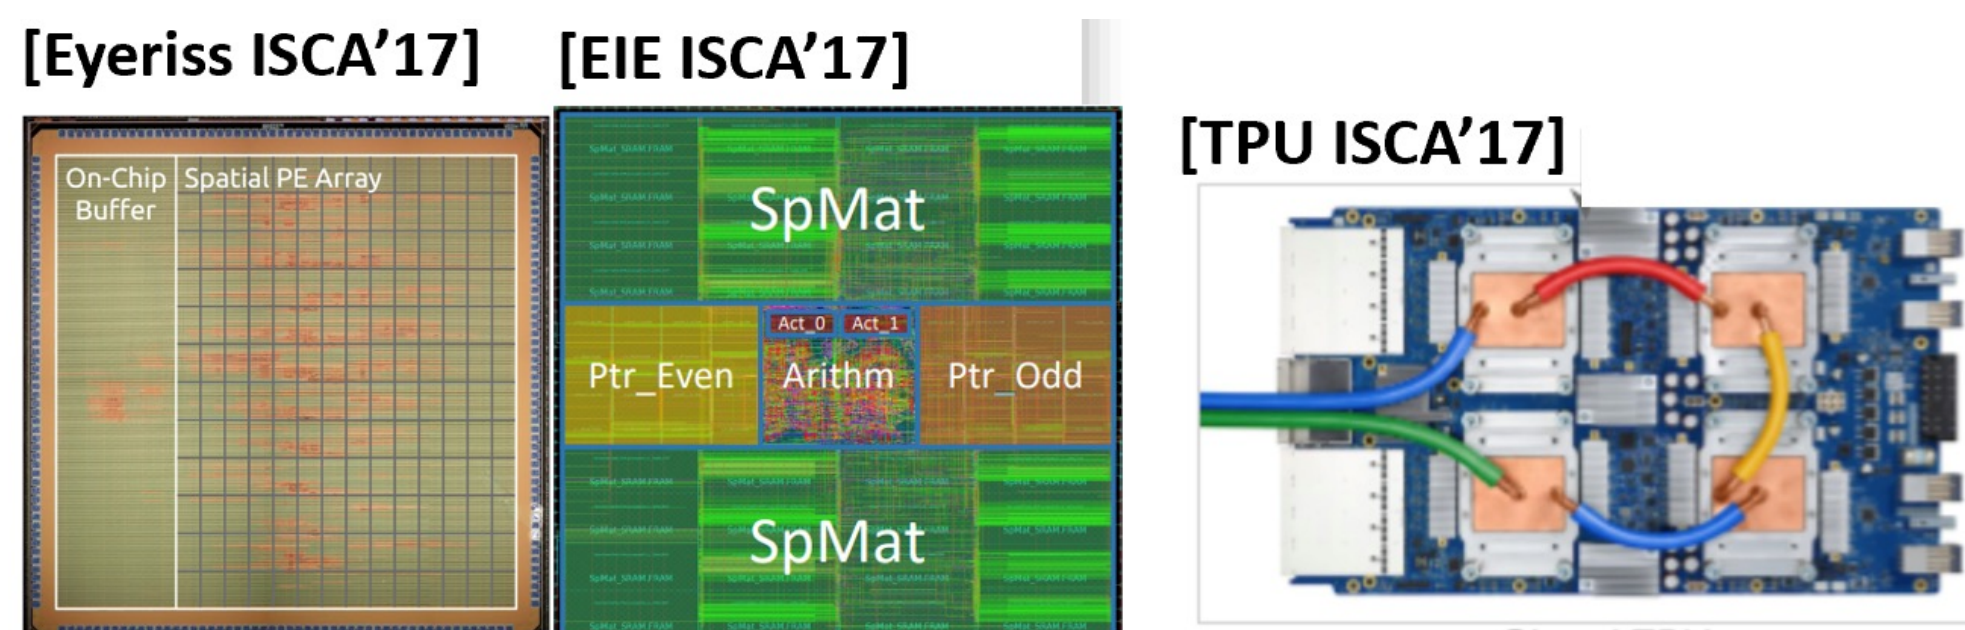 [Eyeriss ISCA’17]
[EIE ISCA’17]
[TPU ISCA’17]
On-Chip
Buffer
Spatial PE Array
SpMat
Act_0
Act_1
Ptr_Even
Arithm
Ptr_Odd
SpMat